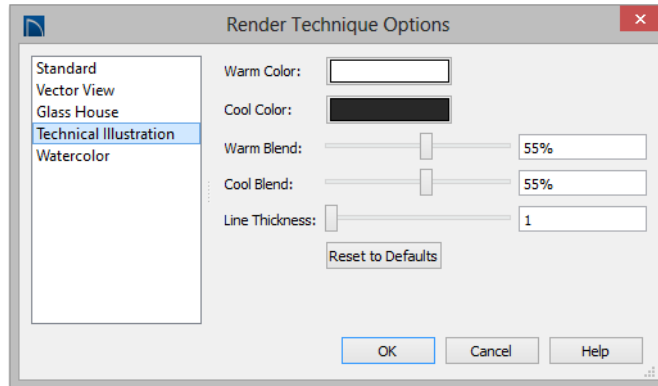 Render Technique Options
Standard
Vector View
Glass House
Technical Illustration
Watercolor
Warm Color:
Cool Color:
Warm Blend:
55%
Cool Blend:
55%
Line Thickness:
1
Reset to Defaults
OK
Cancel
Help